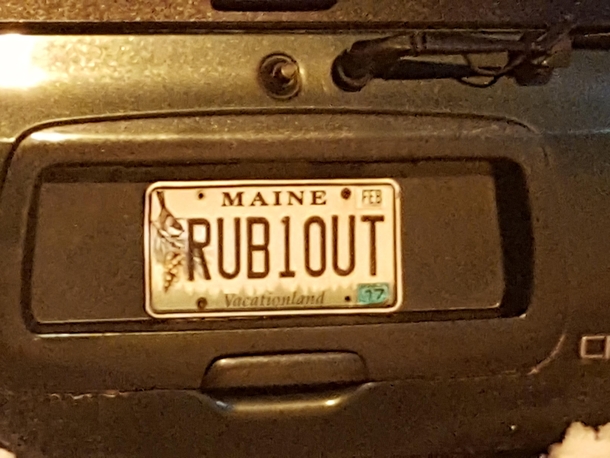 MAINE FEB
RUB1OUT
Vacationland 17